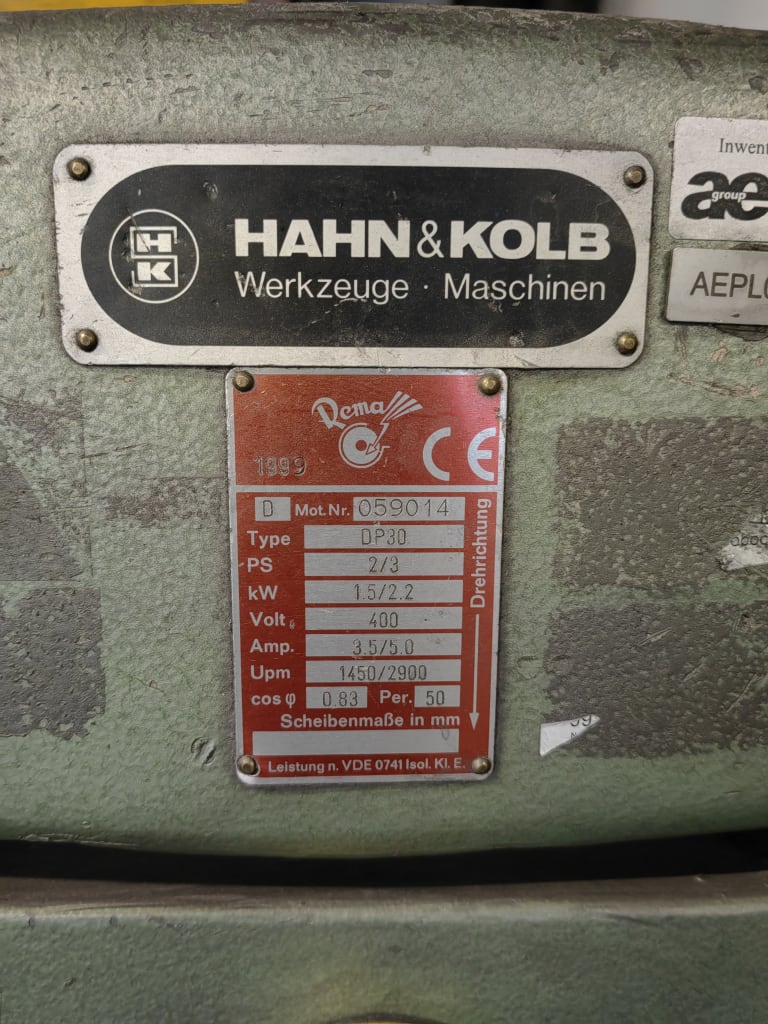 HK
HAHN&KOLB
Werkzeuge · Maschinen
Inwent
ae
group
AEPL
Rema
1999
CE
D Mot.Nr. 059014
Type DP30
PS 2/3
kW 1.5/2.2
Volt 400
Amp. 3.5/5.0
Upm 1450/2900
cos φ 0.83 Per. 50
Scheibenmaße in mm
Leistung n. VDE 0741 Isol. Kl. E.
Drehrichtung